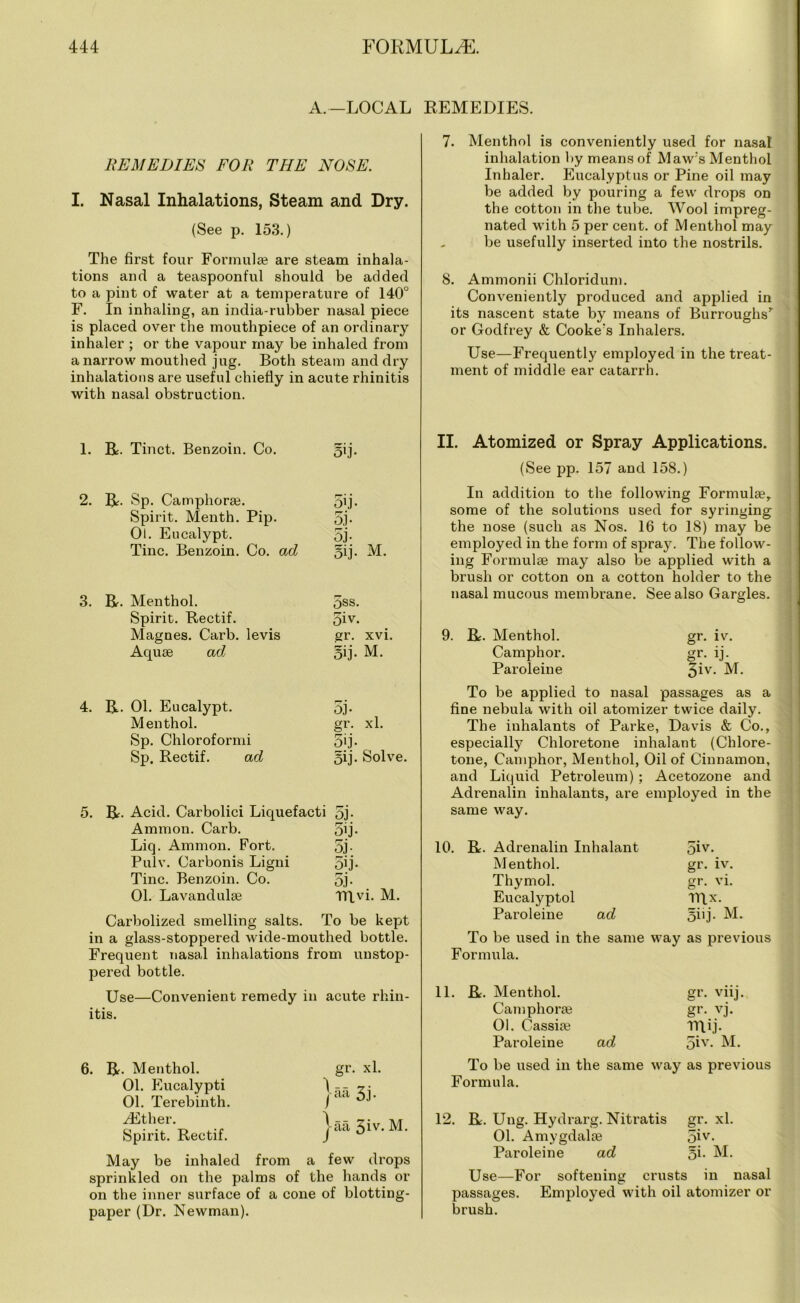 444 FORMULÆ.
A.—LOCAL REMEDIES.
REMEDIES FOR THE NOSE.
I. Nasal Inhalations, Steam and Dry.
(See p. 153.)
The first four Formulæ are steam inhala-
tions and a teaspoonful should be added
to a pint of water at a temperature of 140°
F. In inhaling, an india-rubber nasal piece
is placed over the mouthpiece of an ordinary
inhaler ; or the vapour may be inhaled from
a narrow mouthed jug. Both steam and dry
inhalations are useful chiefly in acute rhinitis
with nasal obstruction.
1. ℞. Tinct. Benzoin. Co. ℥ij.
2. ℞. Sp. Camphoræ. ʒij.
Spirit. Menth. Pip. ʒj.
Ol. Eucalypt. ʒj.
Tinc. Benzoin. Co. ad ℥ij. M.
3. ℞. Menthol. ʒss.
Spirit. Rectif. ʒiv.
Magnes. Carb. levis gr. xvi.
Aquæ ad ℥ij. M.
4. ℞. Ol. Eucalypt. ʒj.
Menthol. gr. xl.
Sp. Chloroformi ʒij.
Sp. Rectif. ad ℥ij. Solve.
5. ℞. Acid. Carbolici Liquefacti ʒj.
Ammon. Carb. ʒij.
Liq. Ammon. Fort. ʒj.
Pulv. Carbonis Ligni ʒij.
Tinc. Benzoin. Co. ʒj.
Ol. Lavandulæ ♏vi. M.
Carbolized smelling salts. To be kept
in a glass-stoppered wide-mouthed bottle.
Frequent nasal inhalations from unstop-
pered bottle.
Use—Convenient remedy in acute rhin-
itis.
6. ℞. Menthol. gr. xl.
Ol. Eucalypti
Ol. Terebinth. } āā ʒj.
Æther.
Spirit. Rectif. } āā ʒiv. M.
May be inhaled from a few drops
sprinkled on the palms of the hands or
on the inner surface of a cone of blotting-
paper (Dr. Newman).
7. Menthol is conveniently used for nasal
inhalation by means of Maw's Menthol
Inhaler. Eucalyptus or Pine oil may
be added by pouring a few drops on
the cotton in the tube. Wool impreg-
nated with 5 per cent. of Menthol may
be usefully inserted into the nostrils.
8. Ammonii Chloridum.
Conveniently produced and applied in
its nascent state by means of Burroughs'
or Godfrey & Cooke's Inhalers.
Use—Frequently employed in the treat-
ment of middle ear catarrh.
II. Atomized or Spray Applications.
(See pp. 157 and 158.)
In addition to the following Formulæ,
some of the solutions used for syringing
the nose (such as Nos. 16 to 18) may be
employed in the form of spray. The follow-
ing Formulæ may also be applied with a
brush or cotton on a cotton holder to the
nasal mucous membrane. See also Gargles.
9. ℞. Menthol. gr. iv.
Camphor. gr. ij.
Paroleine ʒiv. M.
To be applied to nasal passages as a
fine nebula with oil atomizer twice daily.
The inhalants of Parke, Davis & Co.,
especially Chloretone inhalant (Chlore-
tone, Camphor, Menthol, Oil of Cinnamon,
and Liquid Petroleum) ; Acetozone and
Adrenalin inhalants, are employed in the
same way.
10. ℞. Adrenalin Inhalant ʒiv.
Menthol. gr. iv.
Thymol. gr. vi.
Eucalyptol ♏x.
Paroleine ad ℥iij. M.
To be used in the same way as previous
Formula.
11. ℞. Menthol. gr. viij.
Camphoræ gr. vj.
Ol. Cassiæ ♏ij.
Paroleine ad ʒiv. M.
To be used in the same way as previous
Formula.
12. ℞. Ung. Hydrarg. Nitratis gr. xl.
Ol. Amygdalæ ʒiv.
Paroleine ad ℥i. M.
Use—For softening crusts in nasal
passages. Employed with oil atomizer or
brush.